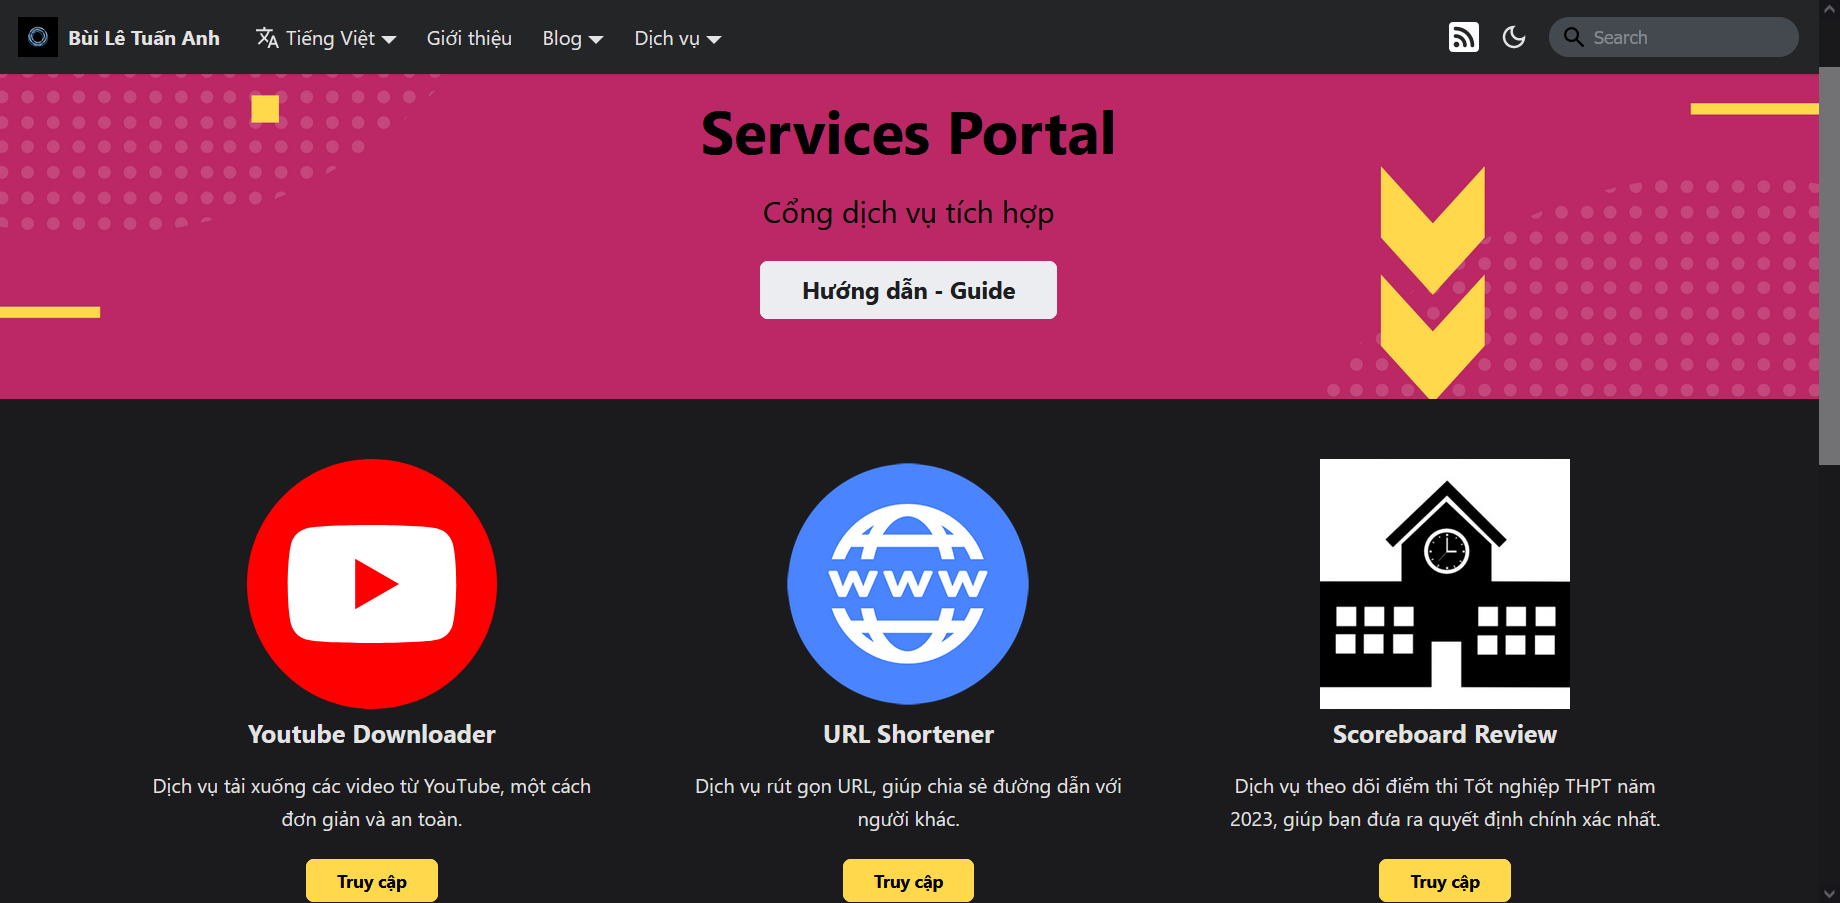 Bùi Lê Tuấn Anh
Tiếng Việt
Giới thiệu
Blog
Dịch vụ
Search
Services Portal
Cổng dịch vụ tích hợp
Hướng dẫn - Guide
www
Youtube Downloader
Dịch vụ tải xuống các video từ YouTube, một cách
đơn giản và an toàn.
Truy cập
URL Shortener
Dịch vụ rút gọn URL, giúp chia sẻ đường dẫn với
người khác.
Truy cập
Scoreboard Review
Dịch vụ theo dõi điểm thi Tốt nghiệp THPT năm
2023, giúp bạn đưa ra quyết định chính xác nhất.
Truy cập